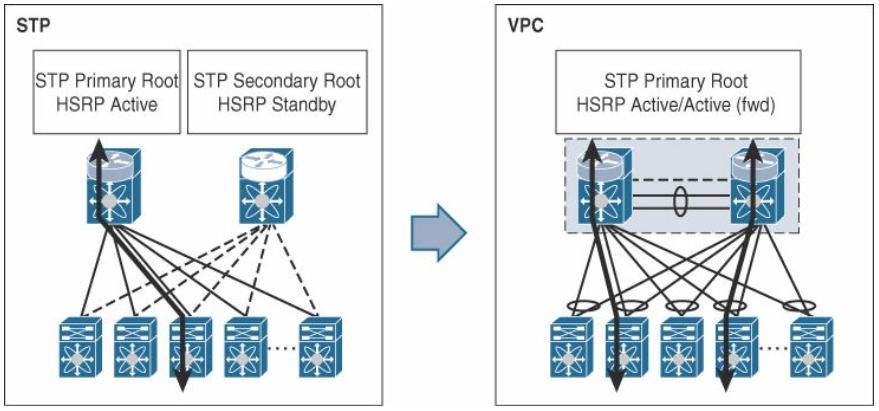 STP
STP Primary Root
HSRP Active
STP Secondary Root
HSRP Standby
VPC
STP Primary Root
HSRP Active/Active (fwd)